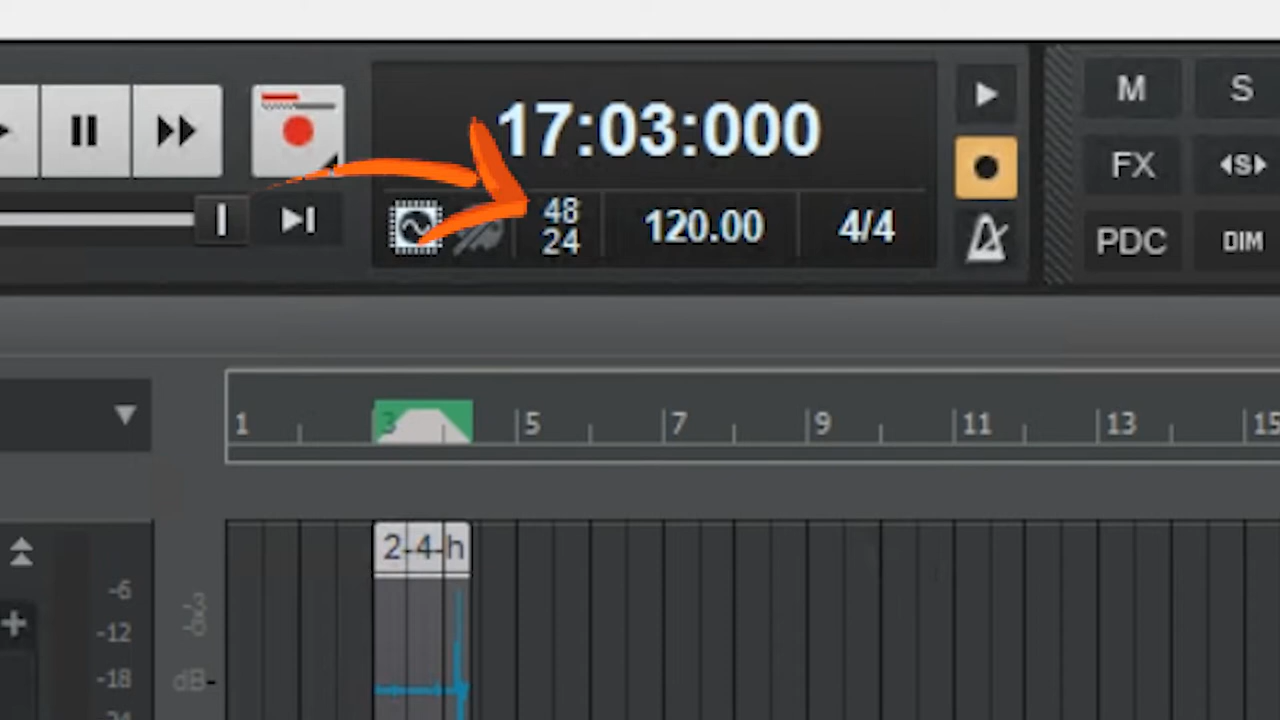 17:03:000
M S
48
24
120.00
4/4
FX S
PDC DIM
1 3 5 7 9 11 13 15
2-4-h
-6
-12
-18
dB-